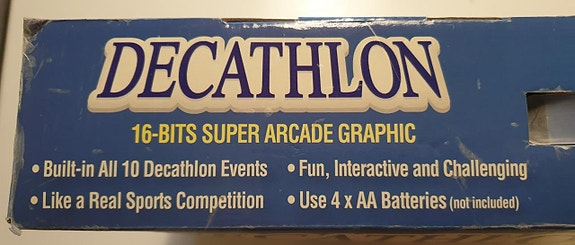 DECATHLON
16-BITS SUPER ARCADE GRAPHIC
• Built-in All 10 Decathlon Events • Fun, Interactive and Challenging
• Like a Real Sports Competition • Use 4 x AA Batteries (not included)